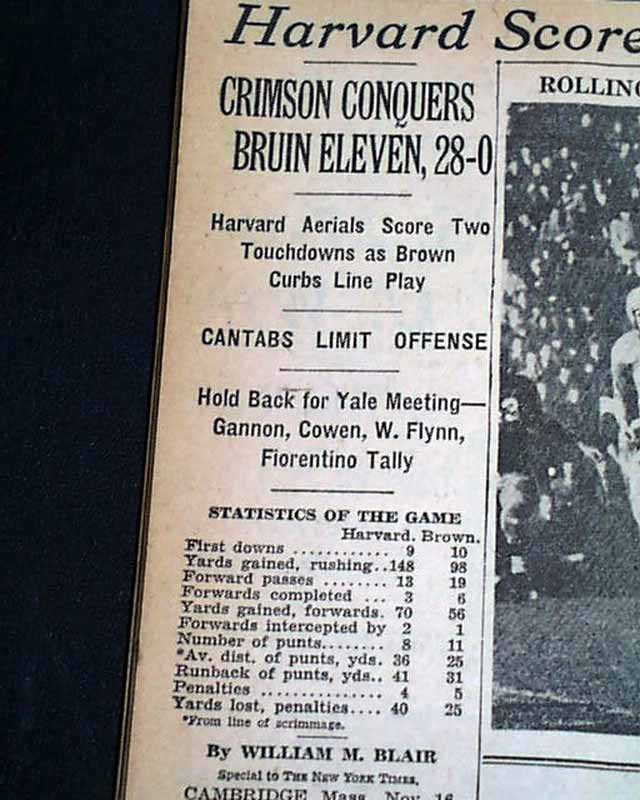 Harvard Score
CRIMSON CONQUERS
BRUIN ELEVEN, 28-0
Harvard Aerials Score Two
Touchdowns as Brown
Curbs Line Play
CANTABS LIMIT OFFENSE
Hold Back for Yale Meeting—
Gannon, Cowen, W. Flynn,
Fiorentino Tally
STATISTICS OF THE GAME
Harvard. Brown.
First downs ............ 9 10
Yards gained, rushing..148 98
Forward passes ........ 13 19
Forwards completed ... 3 6
Yards gained, forwards. 70 56
Forwards intercepted by 2 1
Number of punts........ 8 11
*Av. dist. of punts, yds. 36 25
Runback of punts, yds.. 41 31
Penalties .............. 4 5
Yards lost, penalties.... 40 25
*From line of scrimmage.
By WILLIAM M. BLAIR
Special to THE NEW YORK TIMES.
CAMBRIDGE, Mass., Nov. 16
ROLLING